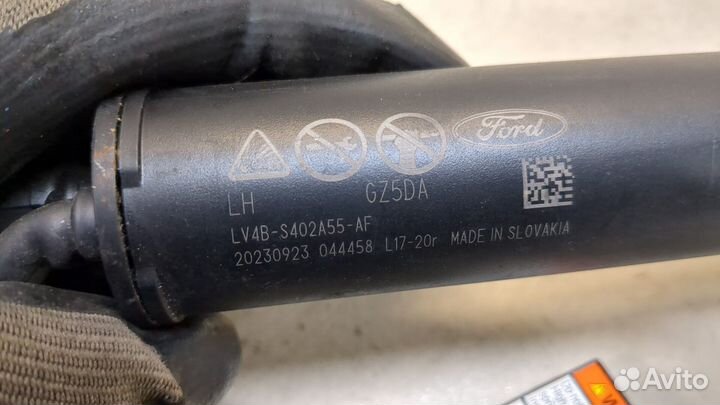 Ford
LH GZ5DA
LV4B-S402A55-AF
20230923 044458 L17-20r MADE IN SLOVAKIA
Avito